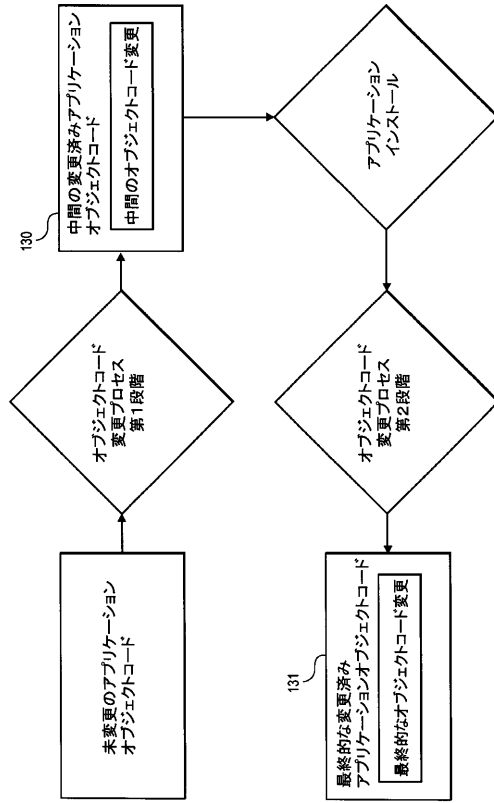 未変更のアプリケーション
オブジェクトコード
オブジェクトコード
変更プロセス
第1段階
130
中間の変更済みアプリケーション
オブジェクトコード
中間のオブジェクトコード変更
アプリケーション
インストール
オブジェクトコード
変更プロセス
第2段階
131
最終的な変更済み
アプリケーションオブジェクトコード
最終的なオブジェクトコード変更